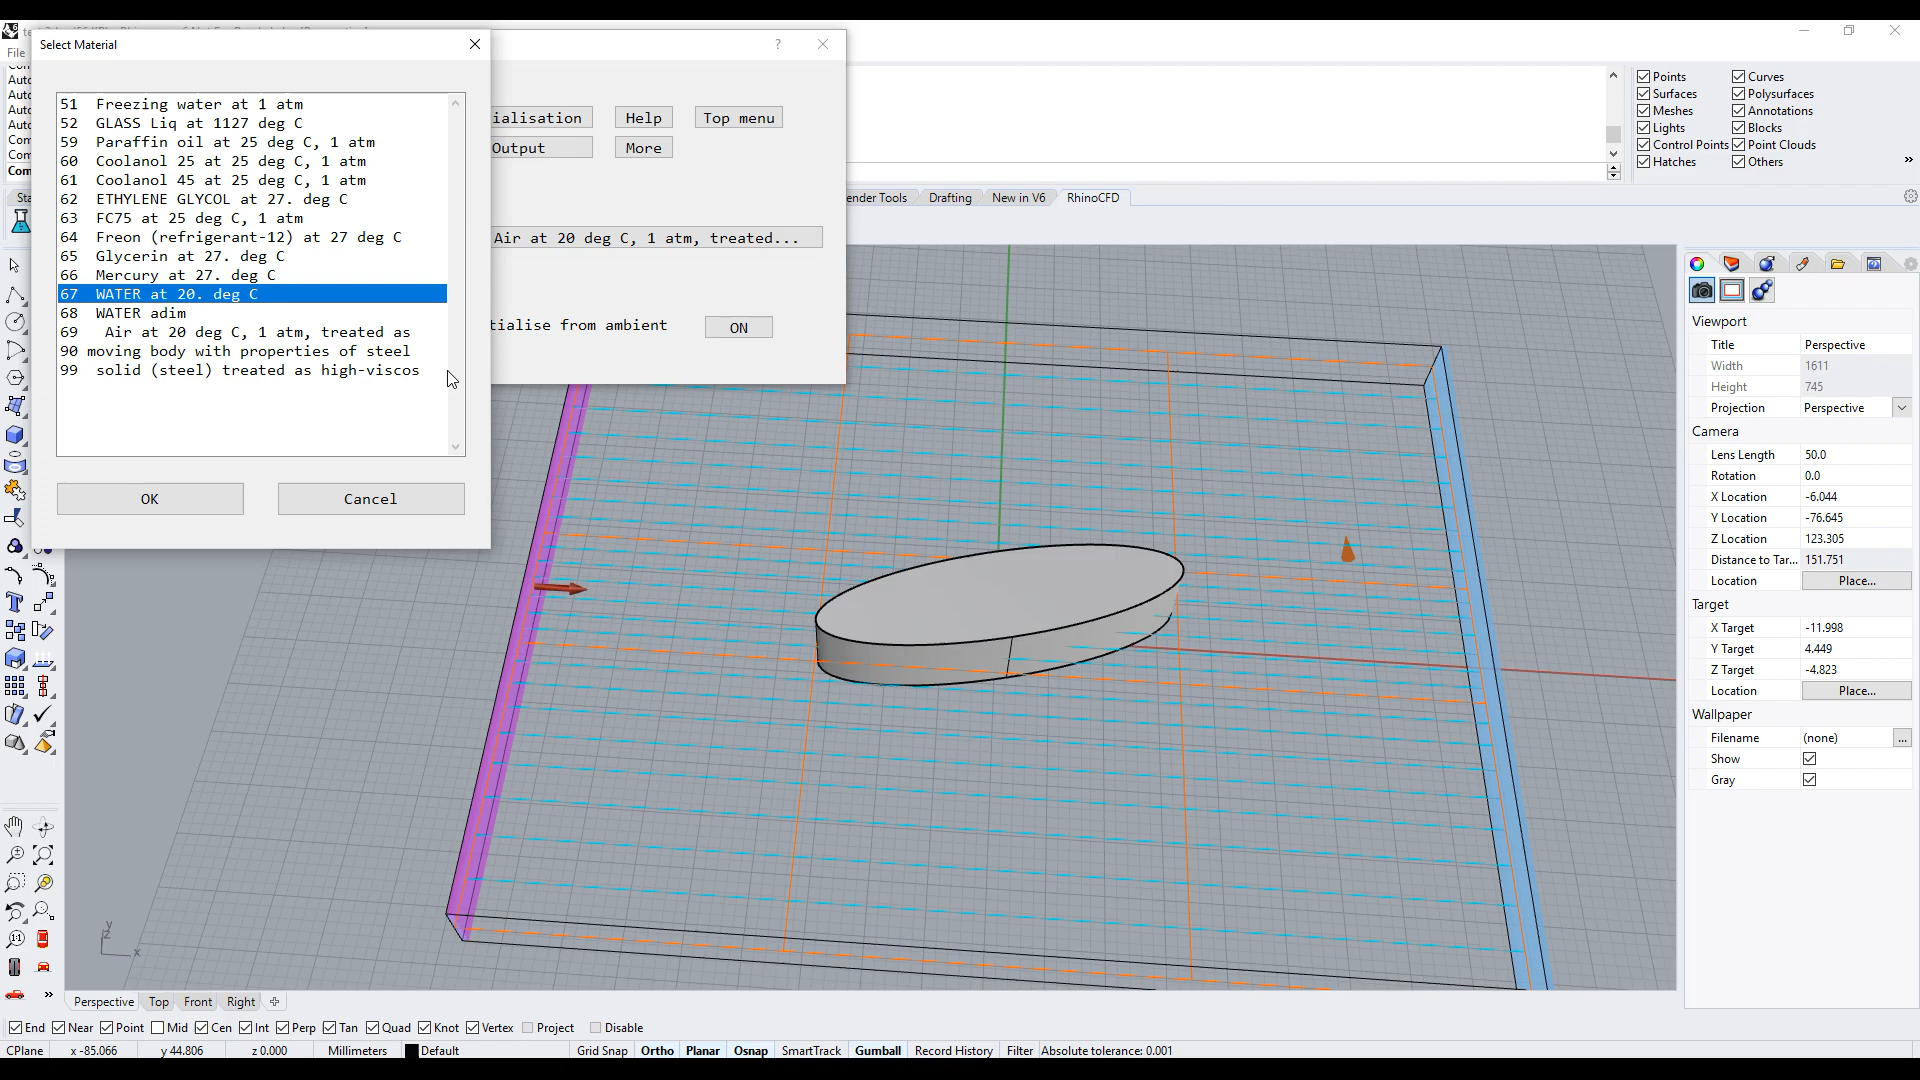 Select Material
51 Freezing water at 1 atm
52 GLASS Liq at 1127 deg C
59 Paraffin oil at 25 deg C, 1 atm
60 Coolanol 25 at 25 deg C, 1 atm
61 Coolanol 45 at 25 deg C, 1 atm
62 ETHYLENE GLYCOL at 27. deg C
63 FC75 at 25 deg C, 1 atm
64 Freon (refrigerant-12) at 27 deg C
65 Glycerin at 27. deg C
66 Mercury at 27. deg C
67 WATER at 20. deg C
68 WATER adim
69 Air at 20 deg C, 1 atm, treated as
90 moving body with properties of steel
99 solid (steel) treated as high-viscos
OK Cancel
?
ialisation Help Top menu
Output More
Air at 20 deg C, 1 atm, treated...
tialise from ambient ON
File
Auto
Auto
Auto
Auto
Com
Com
Com
Sta
ender Tools Drafting New in V6 RhinoCFD
Points Curves
Surfaces Polysurfaces
Meshes Annotations
Lights Blocks
Control Points Point Clouds
Hatches Others
»
Viewport
Title Perspective
Width 1611
Height 745
Projection Perspective
Camera
Lens Length 50.0
Rotation 0.0
X Location -6.044
Y Location -76.645
Z Location 123.305
Distance to Tar... 151.751
Location Place...
Target
X Target -11.998
Y Target 4.449
Z Target -4.823
Location Place...
Wallpaper
Filename (none) ...
Show
Gray
y
z
x
»
Perspective Top Front Right
End Near Point Mid Cen Int Perp Tan Quad Knot Vertex Project Disable
CPlane x -85.066 y 44.806 z 0.000 Millimeters Default Grid Snap Ortho Planar Osnap SmartTrack Gumball Record History Filter Absolute tolerance: 0.001